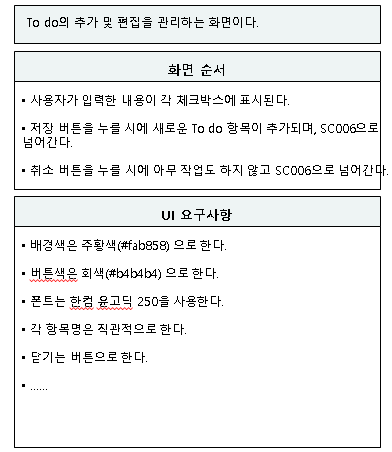 To do의 추가 및 편집을 관리하는 화면이다.
화면 순서
• 사용자가 입력한 내용이 각 체크박스에 표시된다.
• 저장 버튼을 누를 시에 새로운 To do 항목이 추가되며, SC006으로
넘어간다.
• 취소 버튼을 누를 시에 아무 작업도 하지 않고 SC006으로 넘어간다.
UI 요구사항
• 배경색은 주황색(#fab858) 으로 한다.
• 버튼색은 회색(#b4b4b4) 으로 한다.
• 폰트는 한컴 윤고딕 250을 사용한다.
• 각 항목명은 직관적으로 한다.
• 닫기는 버튼으로 한다.
• ......